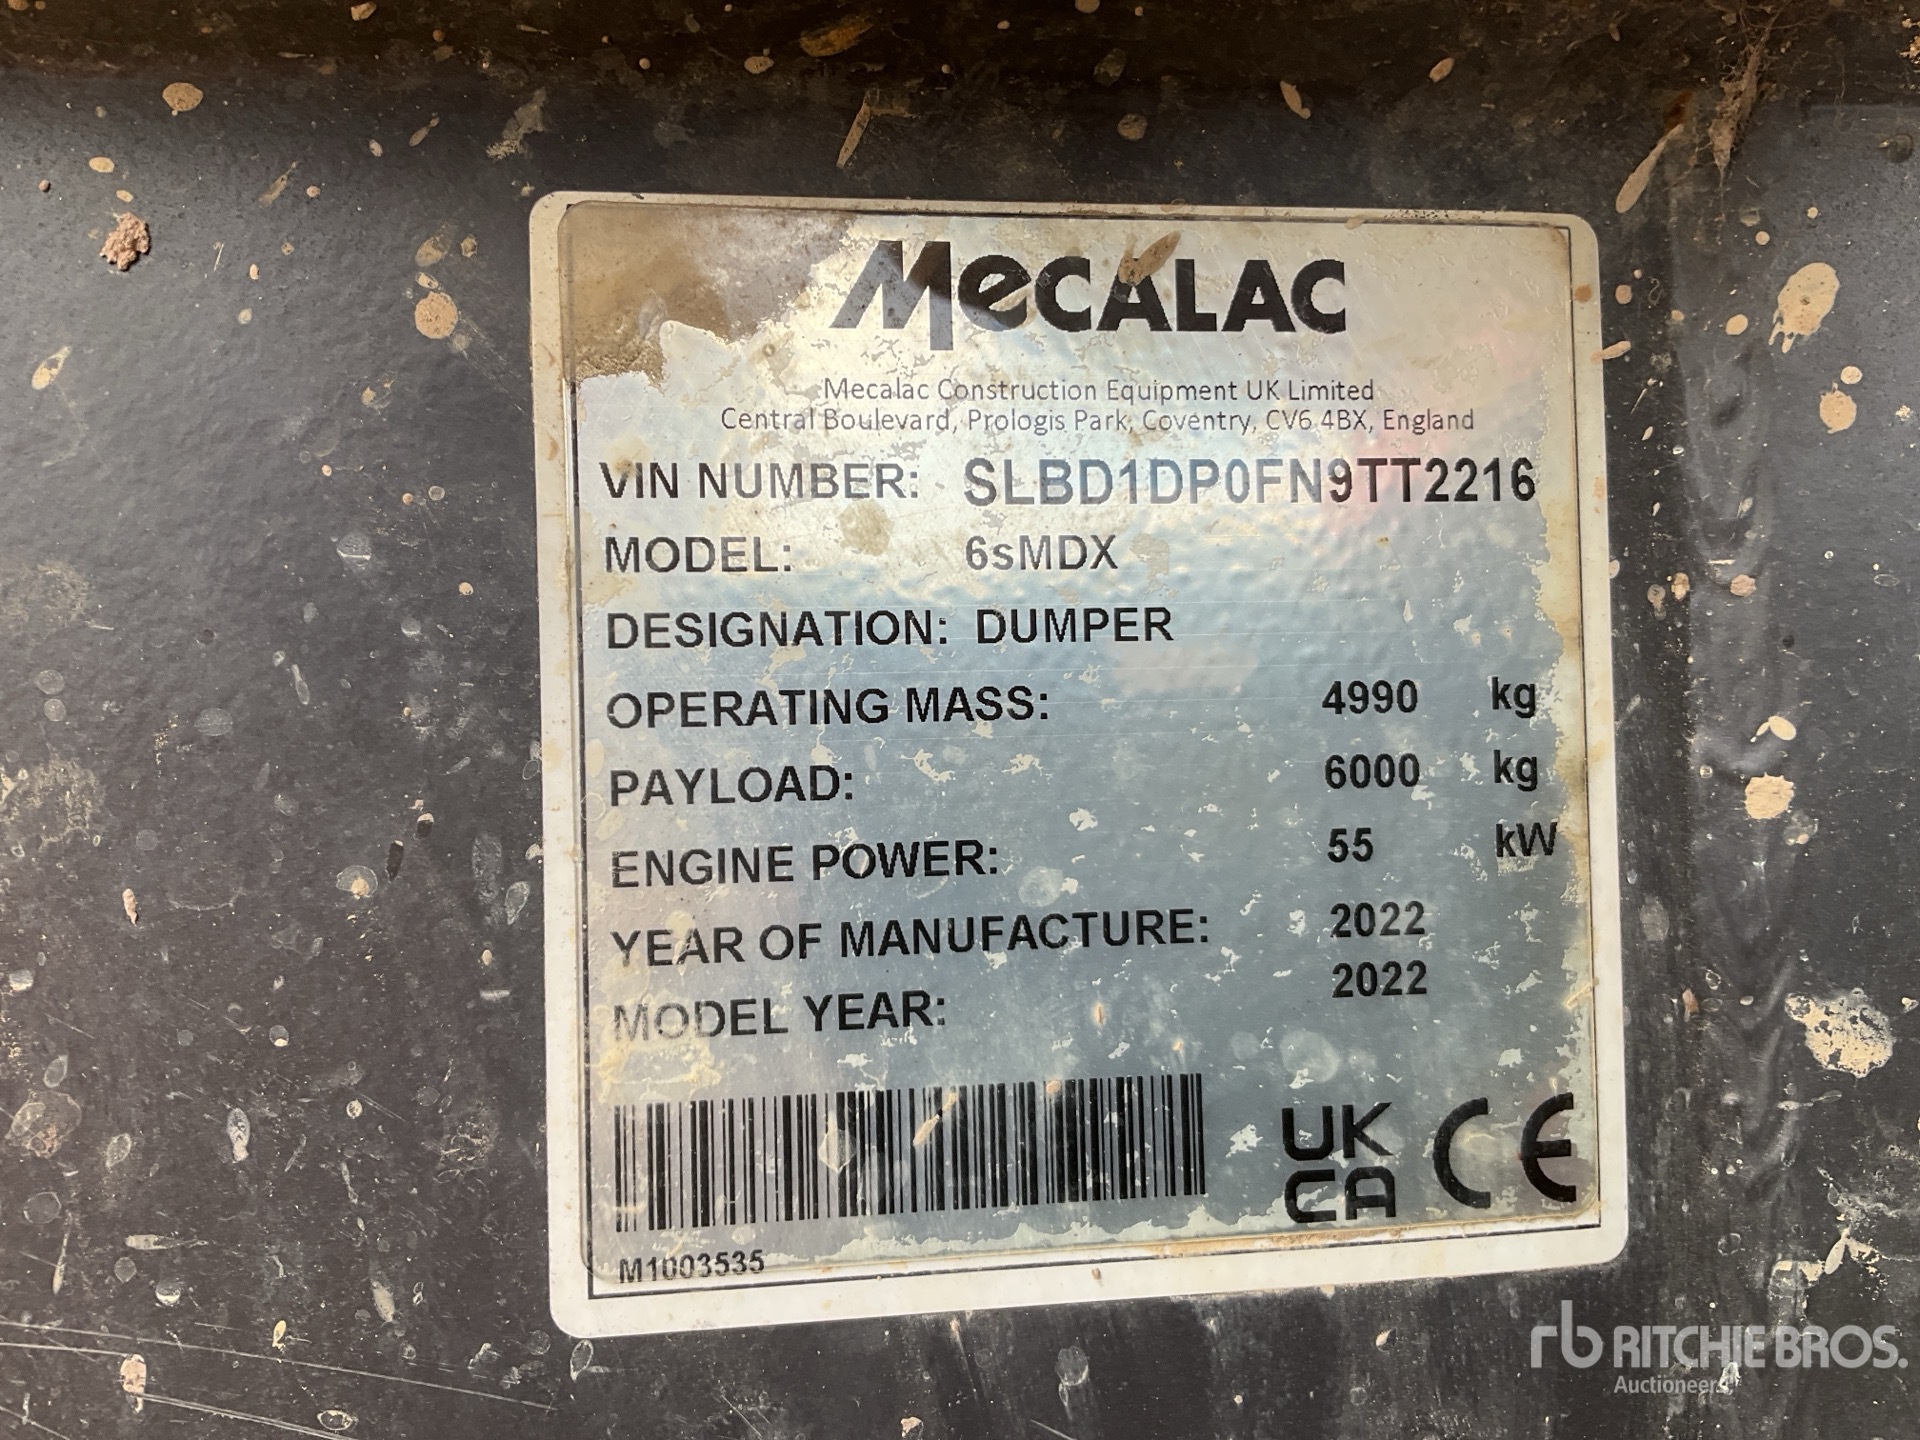 MeCALAC
Mecalac Construction Equipment UK Limited
Central Boulevard, Prologis Park, Coventry, CV6 4BX, England
VIN NUMBER: SLBD1DP0FN9TT2216
MODEL: 6sMDX
DESIGNATION: DUMPER
OPERATING MASS: 4990 kg
PAYLOAD: 6000 kg
ENGINE POWER: 55 kW
YEAR OF MANUFACTURE: 2022
MODEL YEAR: 2022
UK
CA CE
M1003535
rb RITCHIE BROS.
Auctioneers